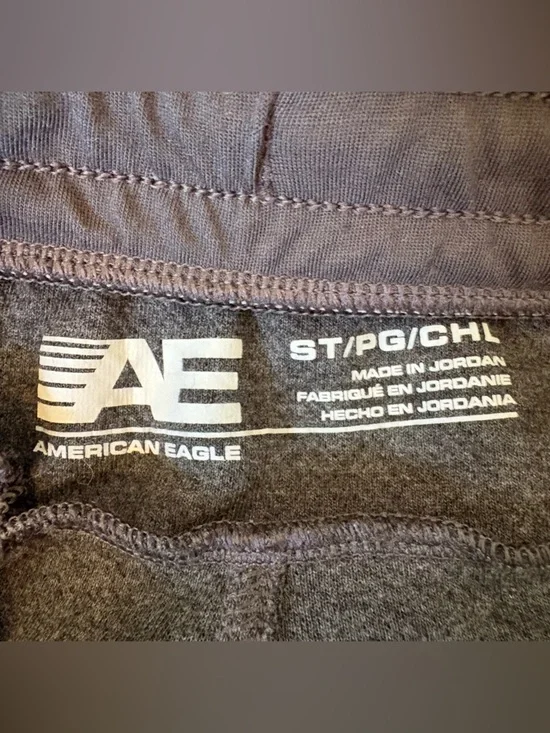 AE
AMERICAN EAGLE
ST/PG/CHL
MADE IN JORDAN
FABRIQUÉ EN JORDANIE
HECHO EN JORDANIA